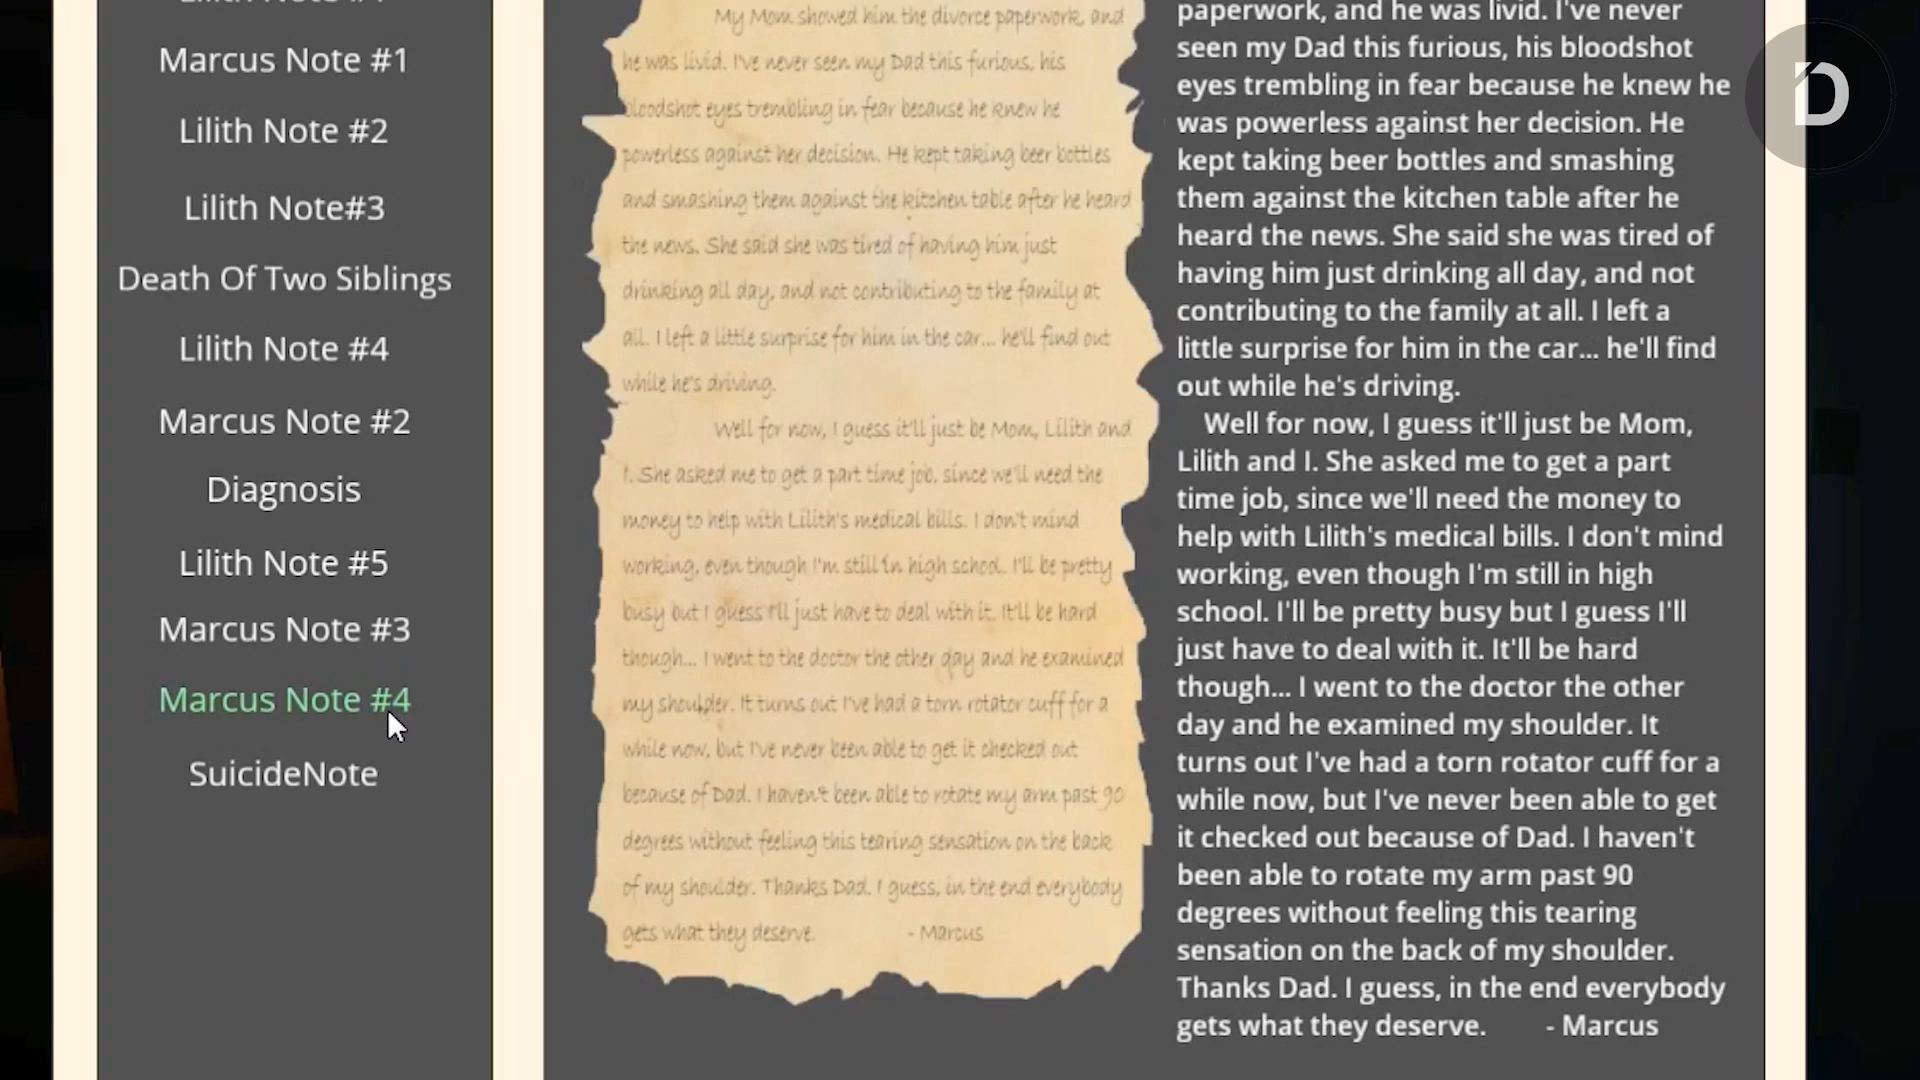 Marcus Note #1
Lilith Note #2
Lilith Note#3
Death Of Two Siblings
Lilith Note #4
Marcus Note #2
Diagnosis
Lilith Note #5
Marcus Note #3
Marcus Note #4
SuicideNote
My Mom showed him the divorce paperwork, and
he was livid. I've never seen my Dad this furious, his
bloodshot eyes trembling in fear because he knew he
powerless against her decision. He kept taking beer bottles
and smashing them against the kitchen table after he heard
the news. She said she was tired of having him just
drinking all day, and not contributing to the family at
all. I left a little surprise for him in the car... he'll find out
while he's driving.
Well for now, I guess it'll just be Mom, Lilith and
I. She asked me to get a part time job, since we'll need the
money to help with Lilith's medical bills. I don't mind
working, even though I'm still in high school. I'll be pretty
busy but I guess I'll just have to deal with it. It'll be hard
though... I went to the doctor the other day and he examined
my shoulder. It turns out I've had a torn rotator cuff for a
while now, but I've never been able to get it checked out
because of Dad. I haven't been able to rotate my arm past 90
degrees without feeling this tearing sensation on the back
of my shoulder. Thanks Dad. I guess, in the end everybody
gets what they deserve. - Marcus
paperwork, and he was livid. I've never
seen my Dad this furious, his bloodshot
eyes trembling in fear because he knew he
was powerless against her decision. He
kept taking beer bottles and smashing
them against the kitchen table after he
heard the news. She said she was tired of
having him just drinking all day, and not
contributing to the family at all. I left a
little surprise for him in the car... he'll find
out while he's driving.
Well for now, I guess it'll just be Mom,
Lilith and I. She asked me to get a part
time job, since we'll need the money to
help with Lilith's medical bills. I don't mind
working, even though I'm still in high
school. I'll be pretty busy but I guess I'll
just have to deal with it. It'll be hard
though... I went to the doctor the other
day and he examined my shoulder. It
turns out I've had a torn rotator cuff for a
while now, but I've never been able to get
it checked out because of Dad. I haven't
been able to rotate my arm past 90
degrees without feeling this tearing
sensation on the back of my shoulder.
Thanks Dad. I guess, in the end everybody
gets what they deserve. - Marcus
D